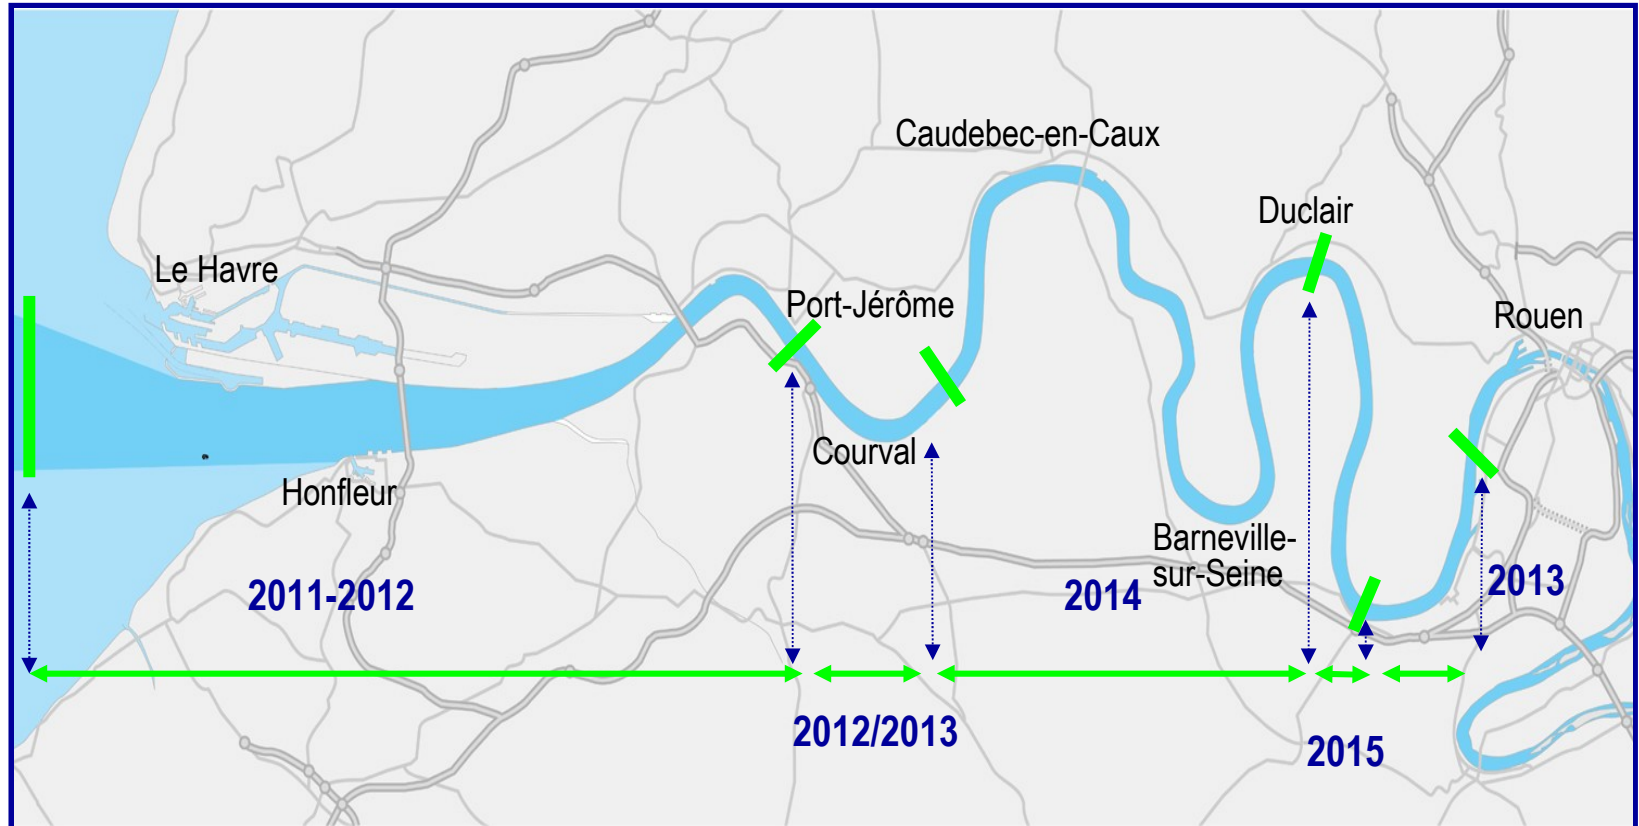 Caudebec-en-Caux
Duclair
Le Havre
Port-Jérôme
Rouen
Courval
Honfleur
Barneville-
sur-Seine
2011-2012
2014
2013
2012/2013
2015